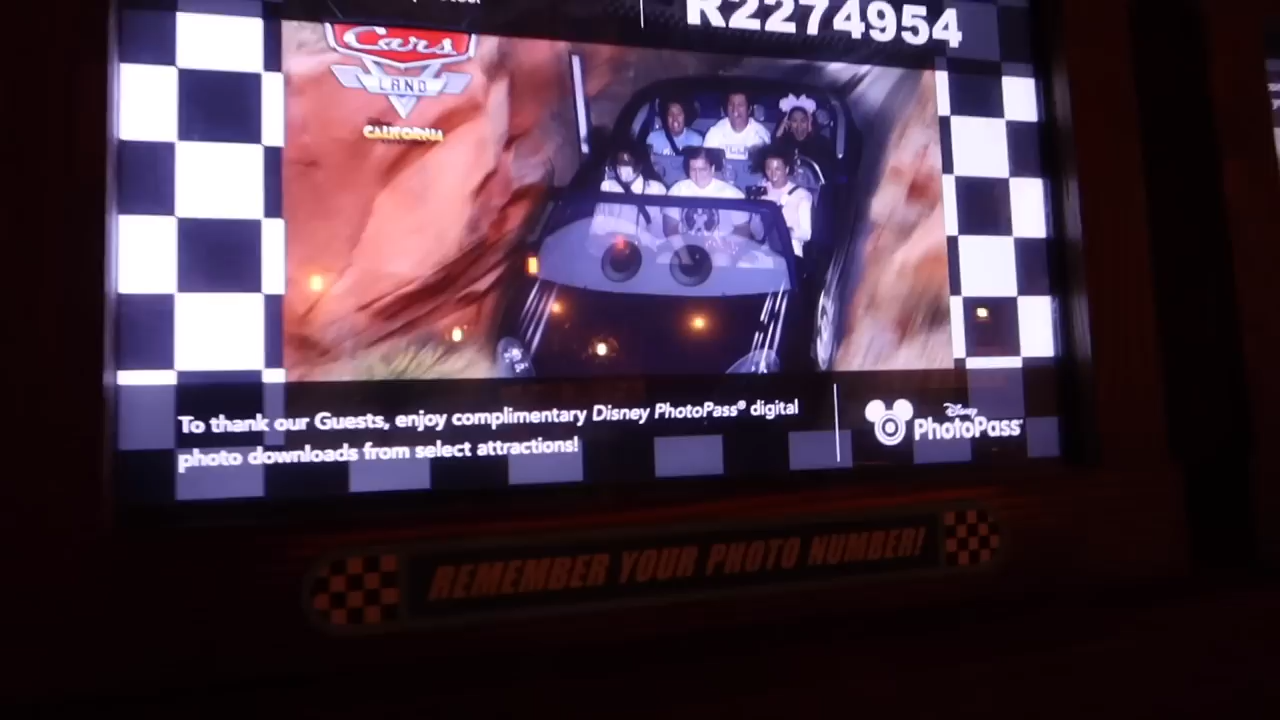 R2274954
Cars
LAND
CALIFORNIA
To thank our Guests, enjoy complimentary Disney PhotoPass® digital
photo downloads from select attractions!
Disney
PhotoPass
REMEMBER YOUR PHOTO NUMBER!